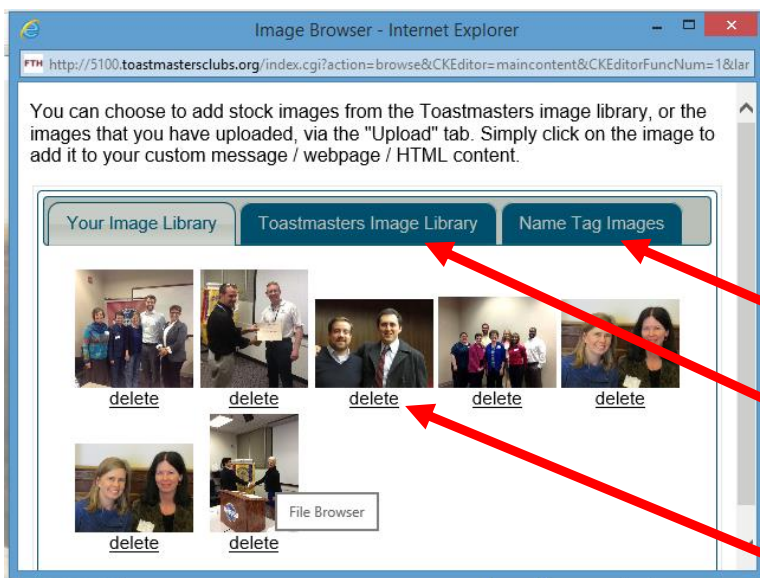 Image Browser - Internet Explorer
FTH http://5100.toastmastersclubs.org/index.cgi?action=browse&CKEditor=maincontent&CKEditorFuncNum=1&lar
You can choose to add stock images from the Toastmasters image library, or the
images that you have uploaded, via the "Upload" tab. Simply click on the image to
add it to your custom message / webpage / HTML content.
Your Image Library Toastmasters Image Library Name Tag Images
delete delete delete delete delete
delete delete
File Browser